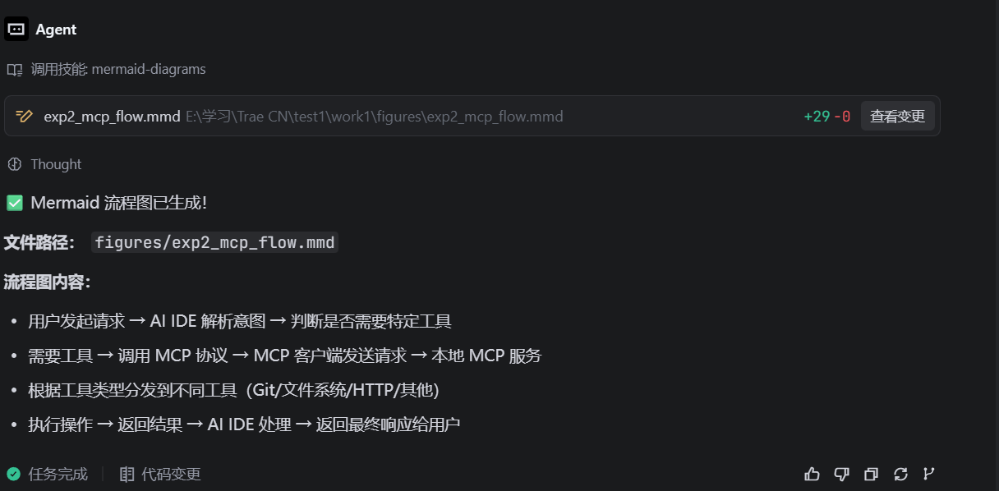 Agent
调用技能: mermaid-diagrams
exp2_mcp_flow.mmd E:\学习\Trae CN\test1\work1\figures\exp2_mcp_flow.mmd +29 -0 查看变更
Thought
✅ Mermaid 流程图已生成！
文件路径： figures/exp2_mcp_flow.mmd
流程图内容：
• 用户发起请求 → AI IDE 解析意图 → 判断是否需要特定工具
• 需要工具 → 调用 MCP 协议 → MCP 客户端发送请求 → 本地 MCP 服务
• 根据工具类型分发到不同工具（Git/文件系统/HTTP/其他）
• 执行操作 → 返回结果 → AI IDE 处理 → 返回最终响应给用户
任务完成 代码变更